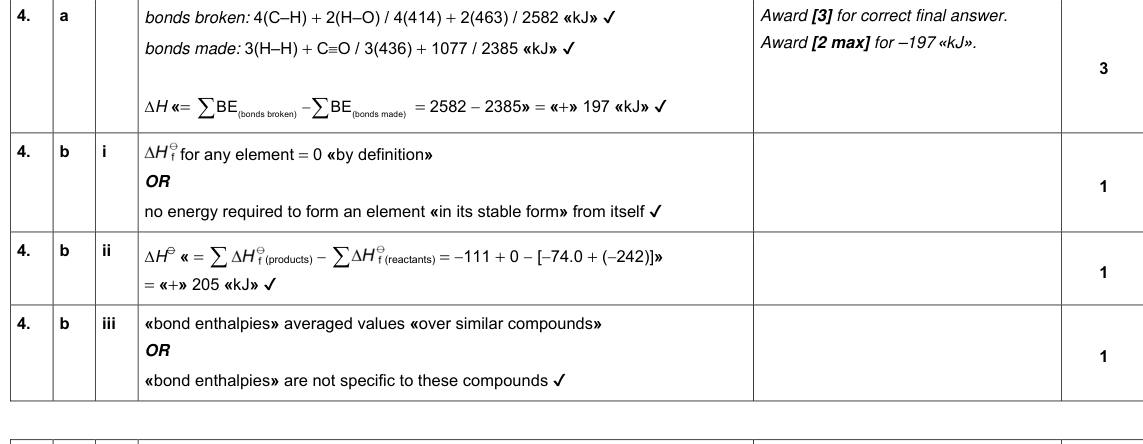 4. a bonds broken: 4(C–H) + 2(H–O) / 4(414) + 2(463) / 2582 «kJ» ✓
bonds made: 3(H–H) + C≡O / 3(436) + 1077 / 2385 «kJ» ✓
ΔH «= ∑BE(bonds broken) – ∑BE(bonds made) = 2582 – 2385» = «+» 197 «kJ» ✓
Award [3] for correct final answer.
Award [2 max] for –197 «kJ».
3
4. b i ΔHf⊖ for any element = 0 «by definition»
OR
no energy required to form an element «in its stable form» from itself ✓
1
4. b ii ΔH⊖ « = ∑ ΔHf⊖ (products) – ∑ΔHf⊖ (reactants) = –111 + 0 – [–74.0 + (–242)]»
= «+» 205 «kJ» ✓
1
4. b iii «bond enthalpies» averaged values «over similar compounds»
OR
«bond enthalpies» are not specific to these compounds ✓
1